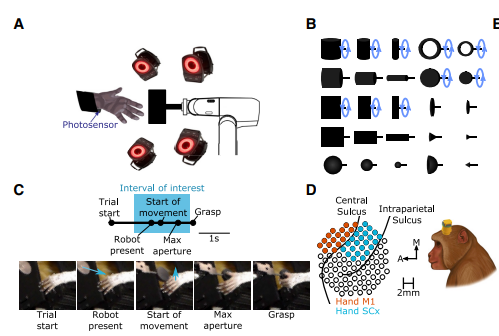 A
Photosensor
B
E
C
Interval of interest
Trial
start
Start of
movement
Grasp
Robot
present
Max
aperture
1s
Trial
start
Robot
present
Start of
movement
Max
aperture
Grasp
D
Central
Sulcus
Intraparietal
Sulcus
M
A
2mm
Hand M1
Hand SCx